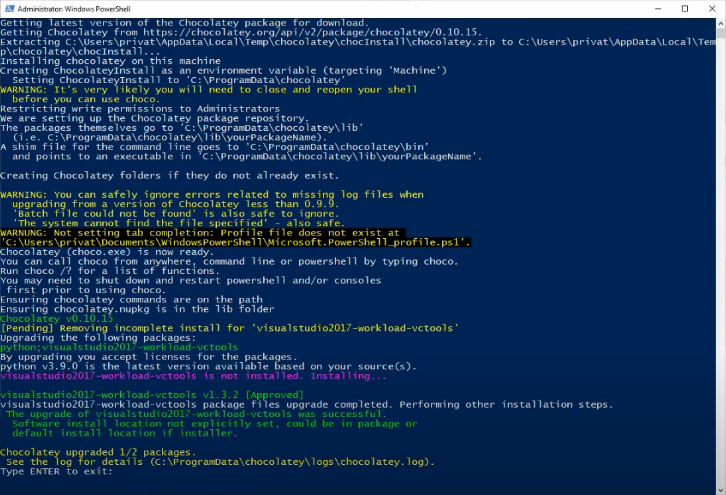 Administrator: Windows PowerShell
Getting latest version of the Chocolatey package for download.
Getting Chocolatey from https://chocolatey.org/api/v2/package/chocolatey/0.10.15.
Extracting C:\Users\privat\AppData\Local\Temp\chocolatey\chocInstall\chocolatey.zip to C:\Users\privat\AppData\Local\Tem
p\chocolatey\chocInstall...
Installing chocolatey on this machine
Creating ChocolateyInstall as an environment variable (targeting 'Machine')
  Setting ChocolateyInstall to 'C:\ProgramData\chocolatey'
WARNING: It's very likely you will need to close and reopen your shell
  before you can use choco.
Restricting write permissions to Administrators
We are setting up the Chocolatey package repository.
The packages themselves go to 'C:\ProgramData\chocolatey\lib'
  (i.e. C:\ProgramData\chocolatey\lib\yourPackageName).
A shim file for the command line goes to 'C:\ProgramData\chocolatey\bin'
  and points to an executable in 'C:\ProgramData\chocolatey\lib\yourPackageName'.

Creating Chocolatey folders if they do not already exist.

WARNING: You can safely ignore errors related to missing log files when
  upgrading from a version of Chocolatey less than 0.9.9.
  'Batch file could not be found' is also safe to ignore.
  'The system cannot find the file specified' - also safe.
WARNING: Not setting tab completion: Profile file does not exist at
'C:\Users\privat\Documents\WindowsPowerShell\Microsoft.PowerShell_profile.ps1'.
Chocolatey (choco.exe) is now ready.
You can call choco from anywhere, command line or powershell by typing choco.
Run choco /? for a list of functions.
You may need to shut down and restart powershell and/or consoles
 first prior to using choco.
Ensuring chocolatey commands are on the path
Ensuring chocolatey.nupkg is in the lib folder
Chocolatey v0.10.15
[Pending] Removing incomplete install for 'visualstudio2017-workload-vctools'
Upgrading the following packages:
python;visualstudio2017-workload-vctools
By upgrading you accept licenses for the packages.
python v3.9.0 is the latest version available based on your source(s).
visualstudio2017-workload-vctools is not installed. Installing...

visualstudio2017-workload-vctools v1.3.2 [Approved]
visualstudio2017-workload-vctools package files upgrade completed. Performing other installation steps.
 The upgrade of visualstudio2017-workload-vctools was successful.
  Software install location not explicitly set, could be in package or
  default install location if installer.

Chocolatey upgraded 1/2 packages.
 See the log for details (C:\ProgramData\chocolatey\logs\chocolatey.log).
Type ENTER to exit: